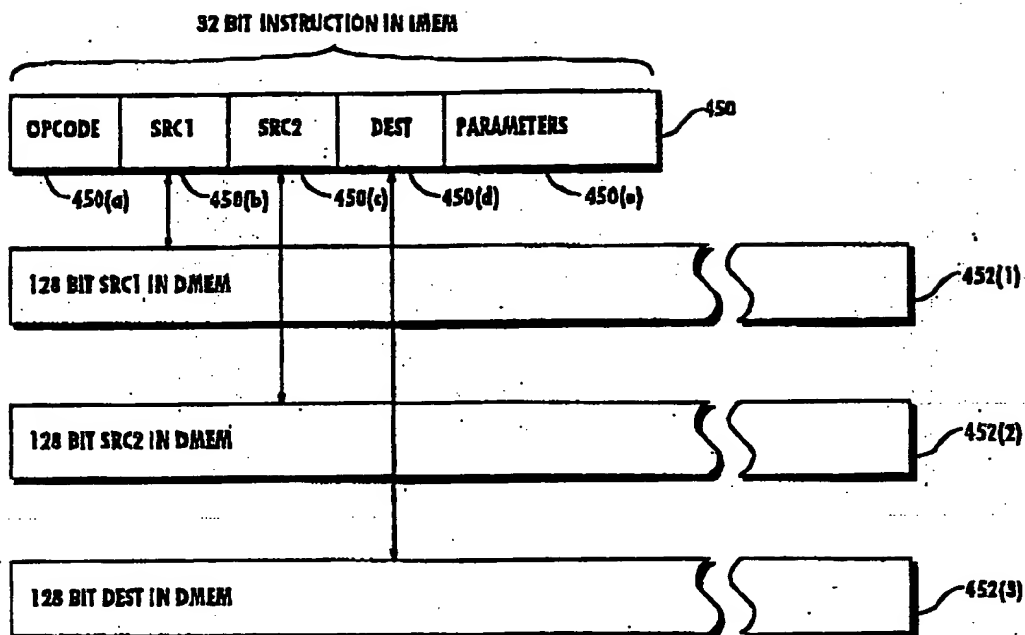 32 BIT INSTRUCTION IN IMEM
OPCODE SRC1 SRC2 DEST PARAMETERS
450
450(a) 450(b) 450(c) 450(d) 450(e)
128 BIT SRC1 IN DMEM
452(1)
128 BIT SRC2 IN DMEM
452(2)
128 BIT DEST IN DMEM
452(3)